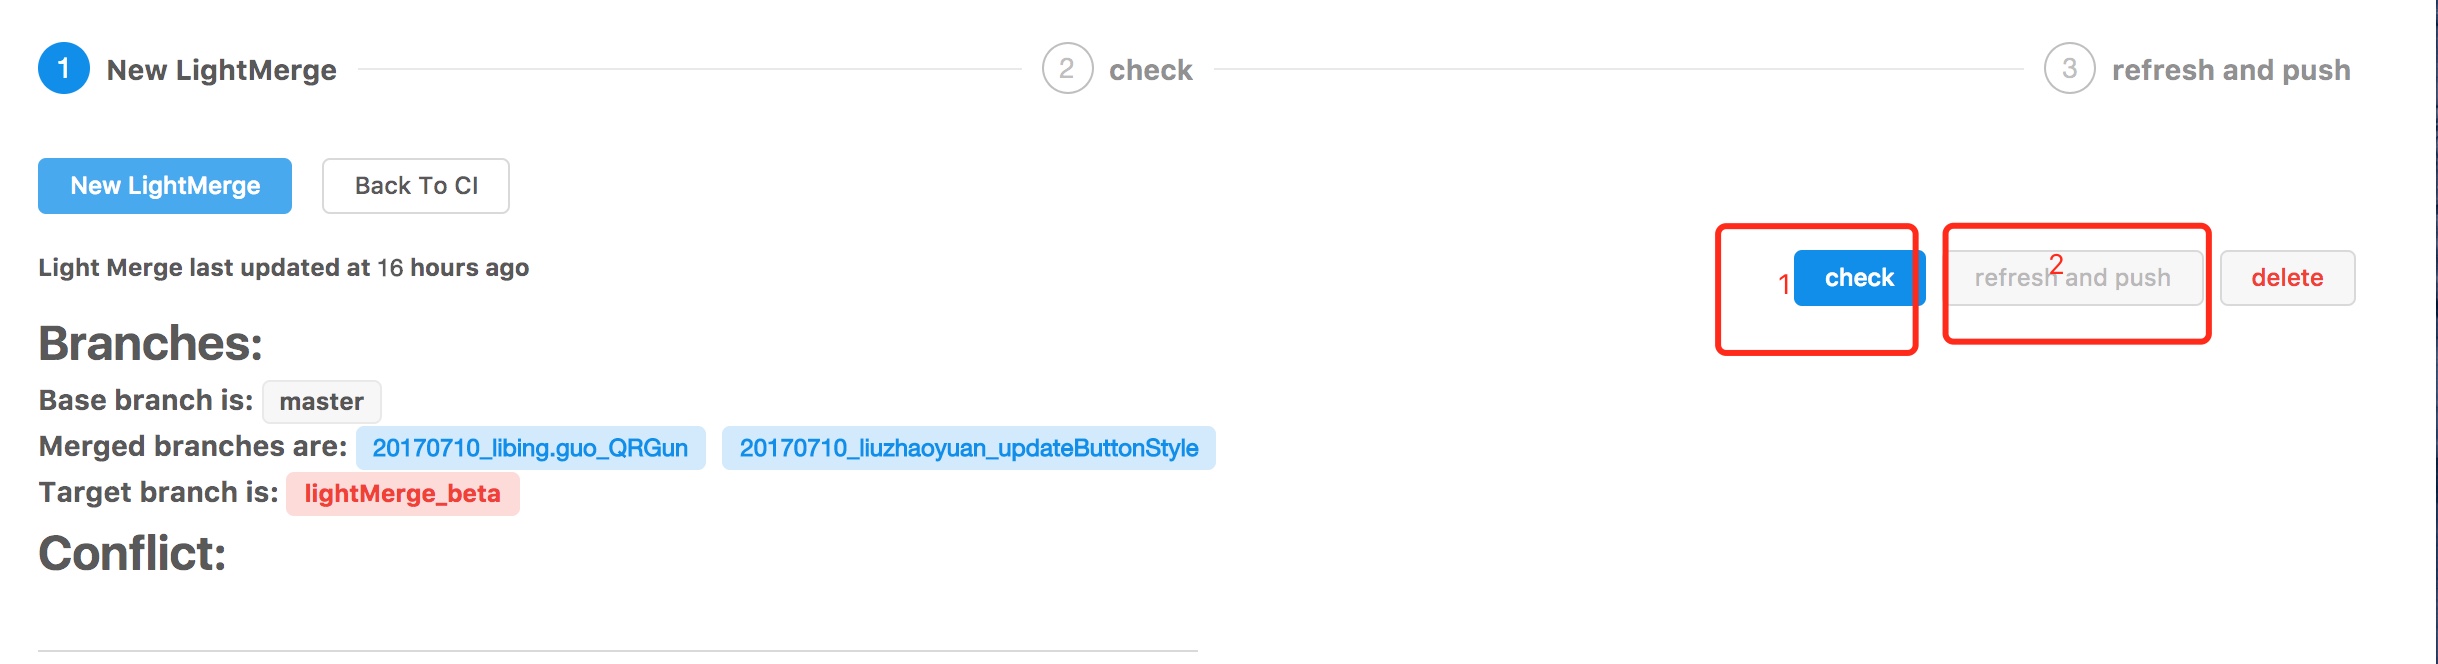 1 New LightMerge 2 check 3 refresh and push
New LightMerge Back To CI
Light Merge last updated at 16 hours ago 1 check 2 refresh and push delete
Branches:
Base branch is: master
Merged branches are: 20170710_libing.guo_QRGun 20170710_liuzhaoyuan_updateButtonStyle
Target branch is: lightMerge_beta
Conflict: